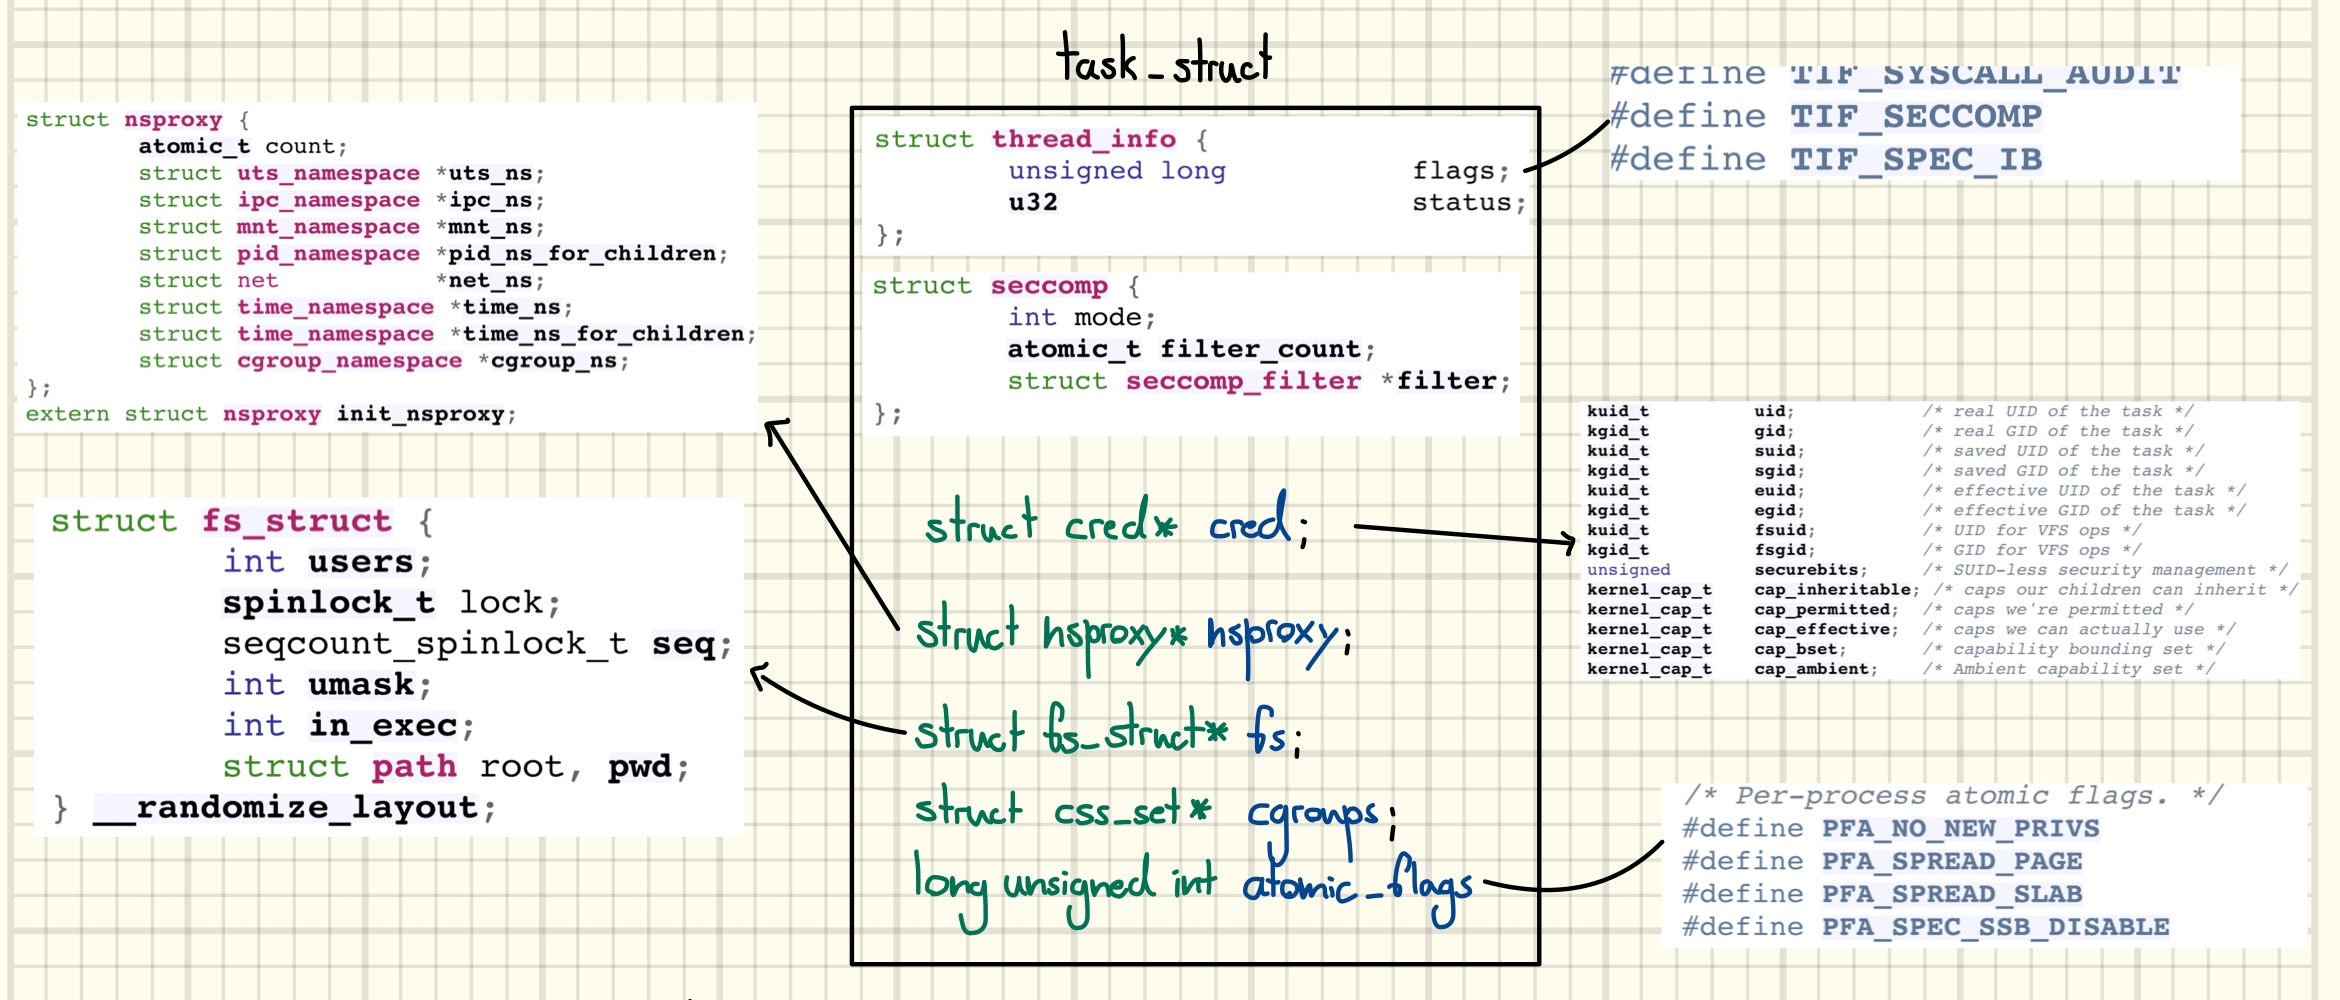 task_struct
struct nsproxy {
atomic_t count;
struct uts_namespace *uts_ns;
struct ipc_namespace *ipc_ns;
struct mnt_namespace *mnt_ns;
struct pid_namespace *pid_ns_for_children;
struct net *net_ns;
struct time_namespace *time_ns;
struct time_namespace *time_ns_for_children;
struct cgroup_namespace *cgroup_ns;
};
extern struct nsproxy init_nsproxy;
struct fs_struct {
int users;
spinlock_t lock;
seqcount_spinlock_t seq;
int umask;
int in_exec;
struct path root, pwd;
} __randomize_layout;
struct thread_info {
unsigned long flags;
u32 status;
};
struct seccomp {
int mode;
atomic_t filter_count;
struct seccomp_filter *filter;
};
struct cred* cred;
struct hsproxy* hsproxy;
struct fs_struct* fs;
struct css_set* cgroups;
long unsigned int atomic_flags
#define TIF_SYSCALL_AUDIT
#define TIF_SECCOMP
#define TIF_SPEC_IB
kuid_t uid; /* real UID of the task */
kgid_t gid; /* real GID of the task */
kuid_t suid; /* saved UID of the task */
kgid_t sgid; /* saved GID of the task */
kuid_t euid; /* effective UID of the task */
kgid_t egid; /* effective GID of the task */
kuid_t fsuid; /* UID for VFS ops */
kgid_t fsgid; /* GID for VFS ops */
unsigned securebits; /* SUID-less security management */
kernel_cap_t cap_inheritable; /* caps our children can inherit */
kernel_cap_t cap_permitted; /* caps we're permitted */
kernel_cap_t cap_effective; /* caps we can actually use */
kernel_cap_t cap_bset; /* capability bounding set */
kernel_cap_t cap_ambient; /* Ambient capability set */
/* Per-process atomic flags. */
#define PFA_NO_NEW_PRIVS
#define PFA_SPREAD_PAGE
#define PFA_SPREAD_SLAB
#define PFA_SPEC_SSB_DISABLE